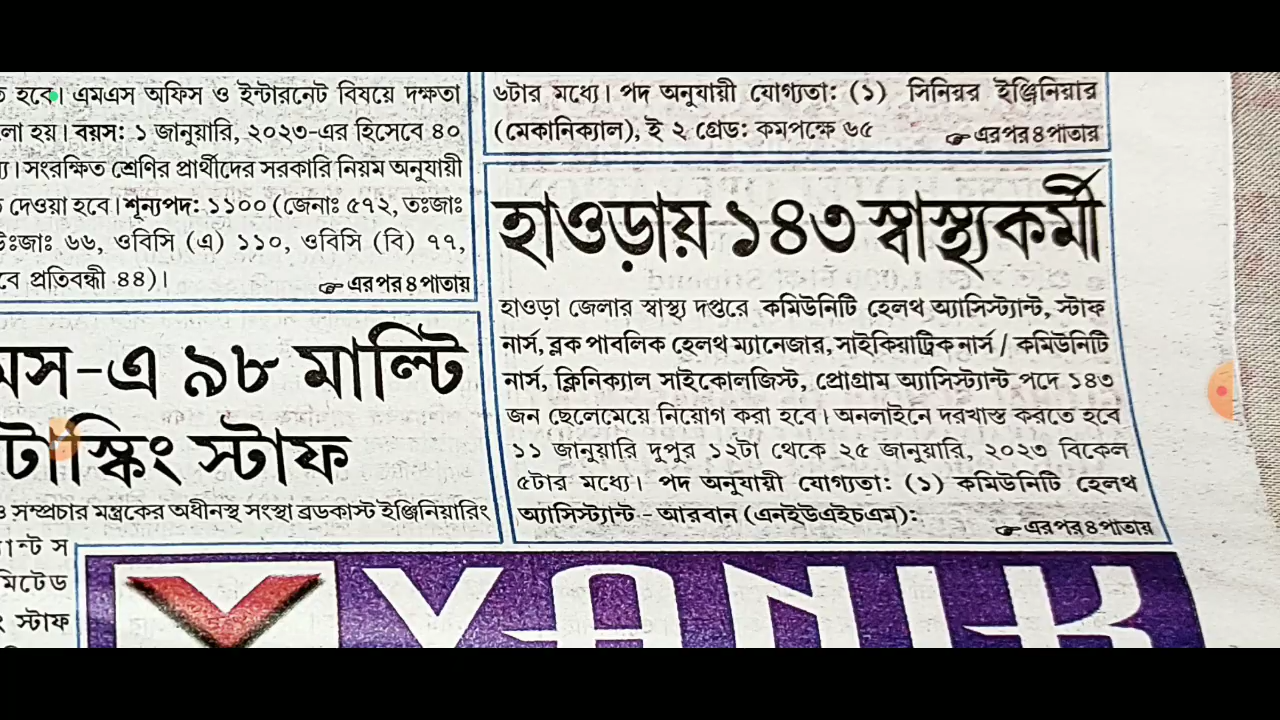 হবে। এমএস অফিস ও ইন্টারনেট বিষয়ে দক্ষতা
হয়। বয়স: ১ জানুয়ারি, ২০২৩-এর হিসেবে ৪০
। সংরক্ষিত শ্রেণির প্রার্থীদের সরকারি নিয়ম অনুযায়ী
দেওয়া হবে। শূন্যপদ: ১১০০ (জেনাঃ ৫৭২, তঃজাঃ
উঃজাঃ ৬৬, ওবিসি (এ) ১১০, ওবিসি (বি) ৭৭,
প্রতিবন্ধী ৪৪)।
☞ এরপর ৪ পাতায়
৬টার মধ্যে। পদ অনুযায়ী যোগ্যতা: (১) সিনিয়র ইঞ্জিনিয়ার
(মেকানিক্যাল), ই ২ গ্রেড: কমপক্ষে ৬৫
☞ এরপর ৪ পাতায়
হাওড়ায় ১৪৩ স্বাস্থ্যকর্মী
হাওড়া জেলার স্বাস্থ্য দপ্তরে কমিউনিটি হেলথ অ্যাসিস্ট্যান্ট, স্টাফ
নার্স, ব্লক পাবলিক হেলথ ম্যানেজার, সাইকিয়াট্রিক নার্স / কমিউনিটি
নার্স, ক্লিনিক্যাল সাইকোলজিস্ট, প্রোগ্রাম অ্যাসিস্ট্যান্ট পদে ১৪৩
জন ছেলেমেয়ে নিয়োগ করা হবে। অনলাইনে দরখাস্ত করতে হবে
১১ জানুয়ারি দুপুর ১২টা থেকে ২৫ জানুয়ারি, ২০২৩ বিকেল
৫টার মধ্যে। পদ অনুযায়ী যোগ্যতা: (১) কমিউনিটি হেলথ
অ্যাসিস্ট্যান্ট - আরবান (এনইউএইচএম):
☞ এরপর ৪ পাতায়
মস-এ ৯৮ মাল্টি
টাস্কিং স্টাফ
সম্প্রচার মন্ত্রকের অধীনস্থ সংস্থা ব্রডকাস্ট ইঞ্জিনিয়ারিং
স্টাফ